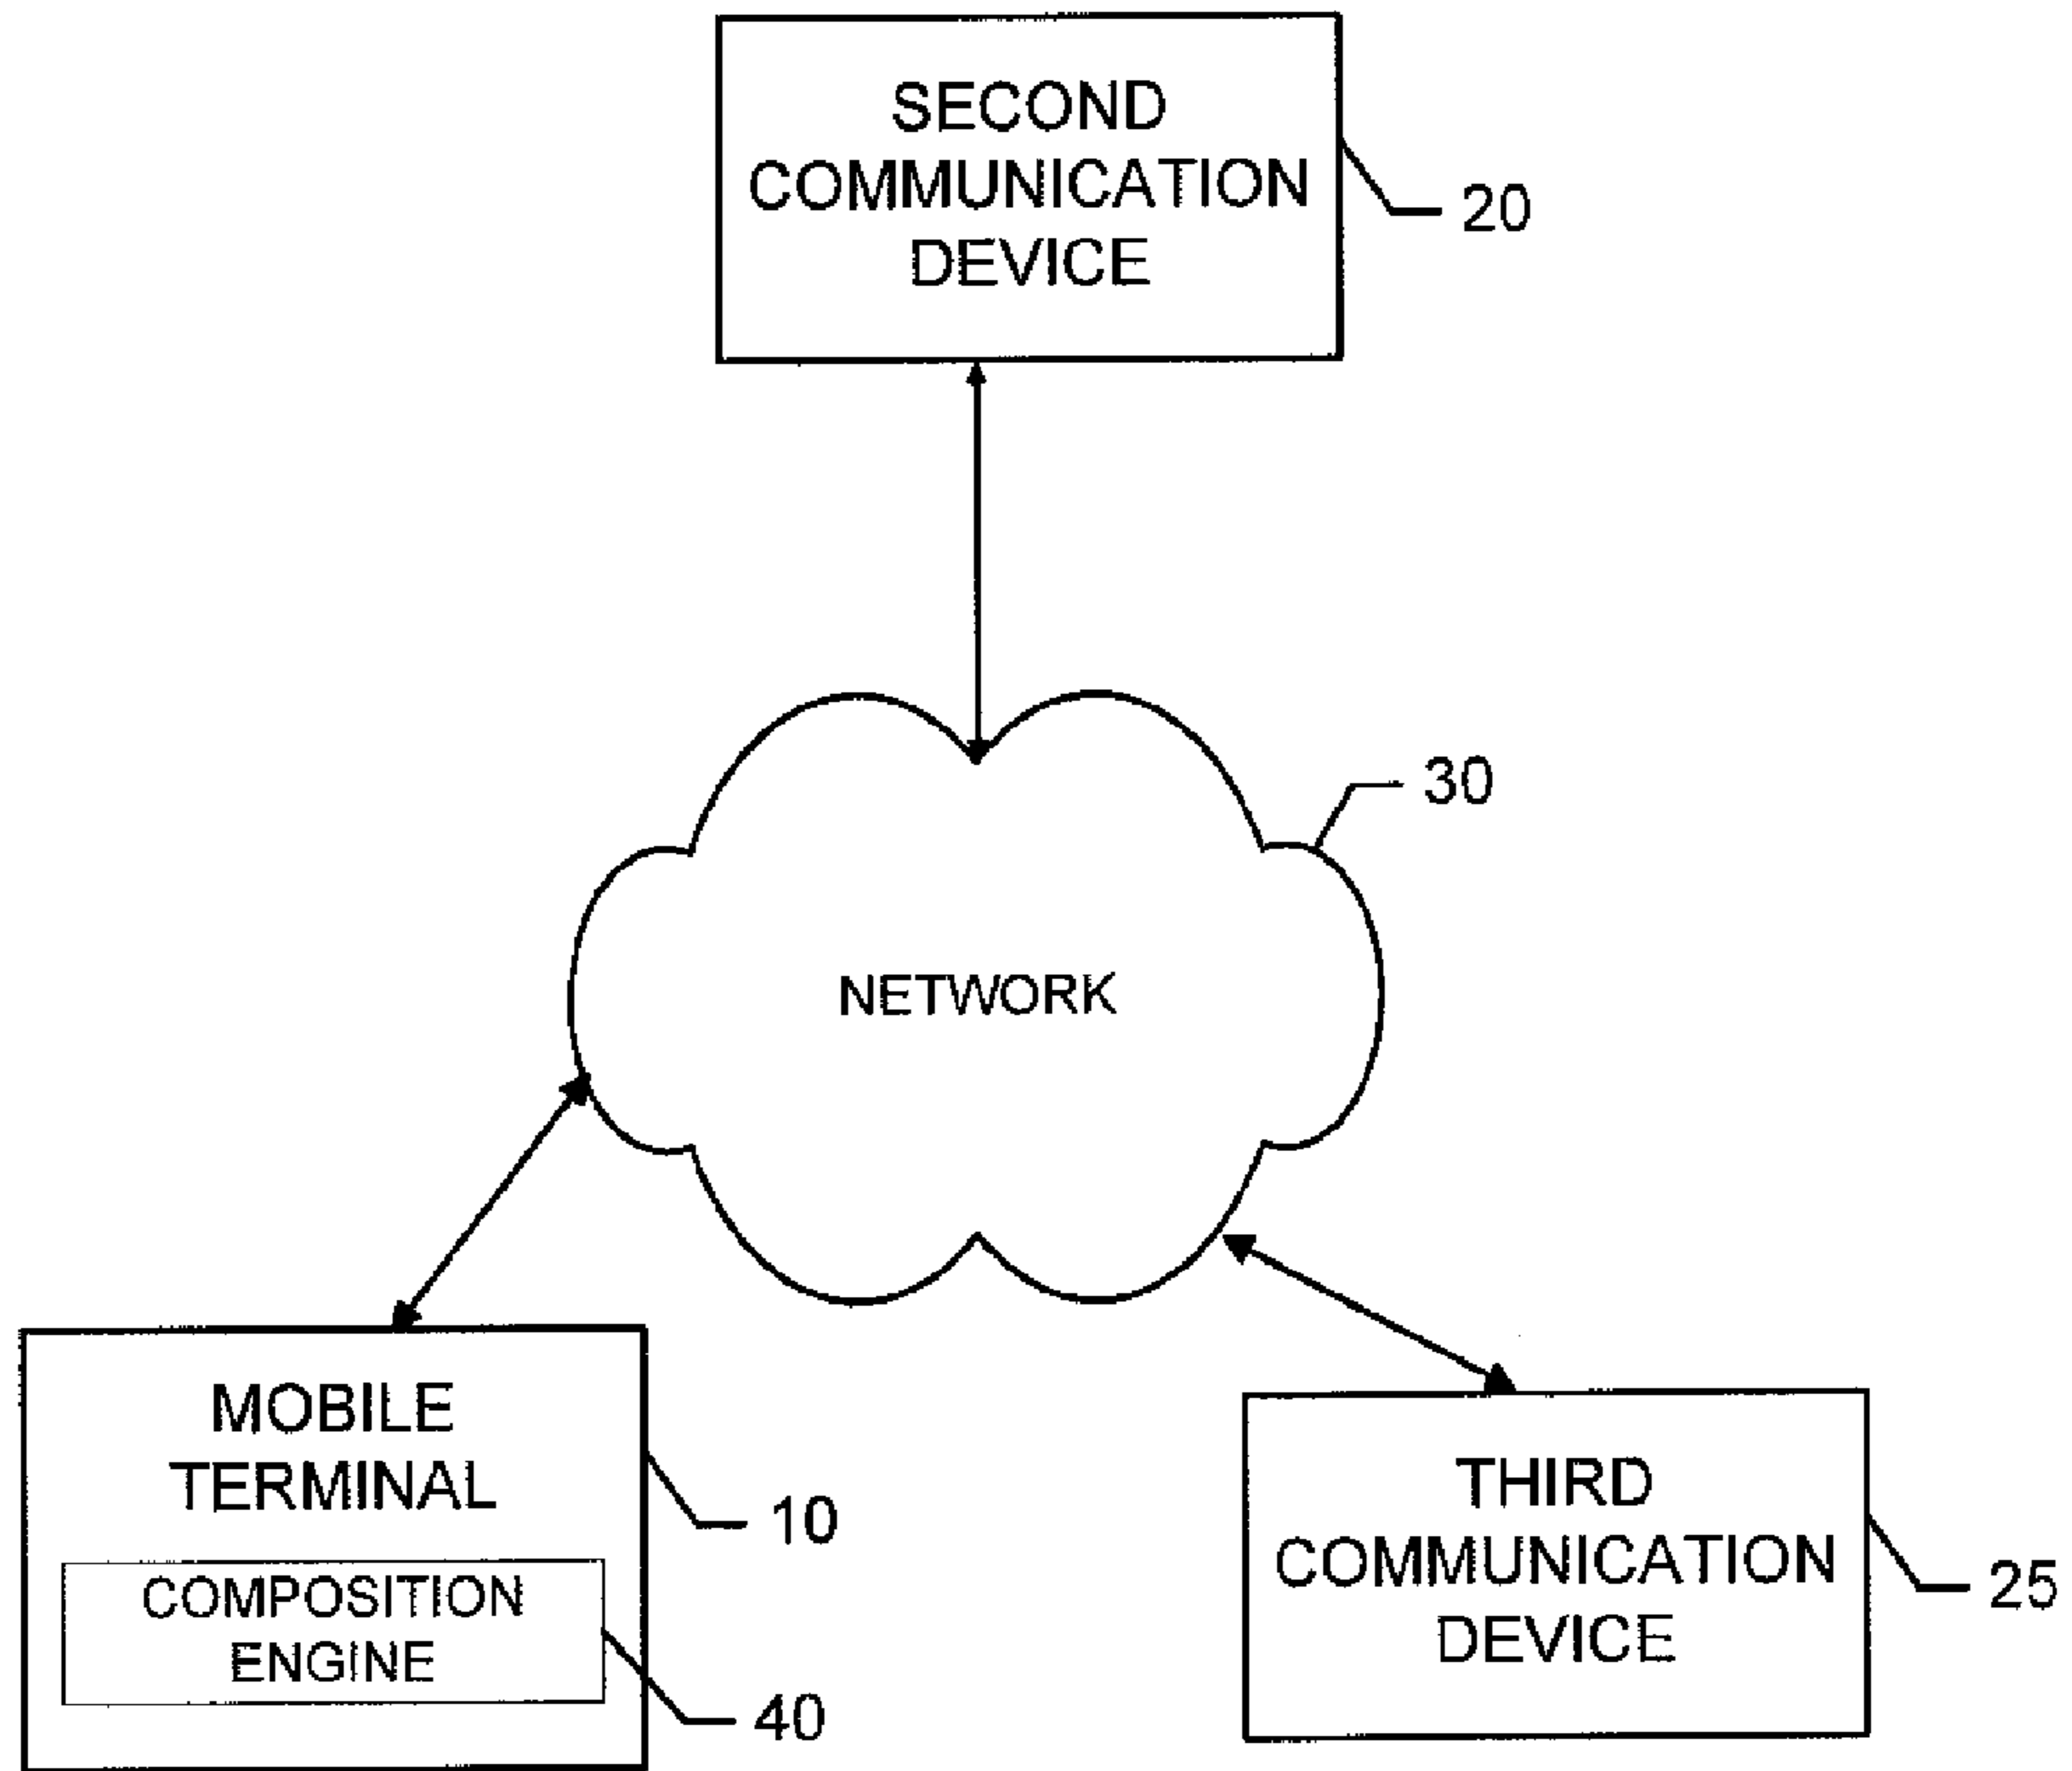 SECOND
COMMUNICATION
DEVICE
20
30
NETWORK
MOBILE
TERMINAL
10
COMPOSITION
ENGINE
40
THIRD
COMMUNICATION
DEVICE
25